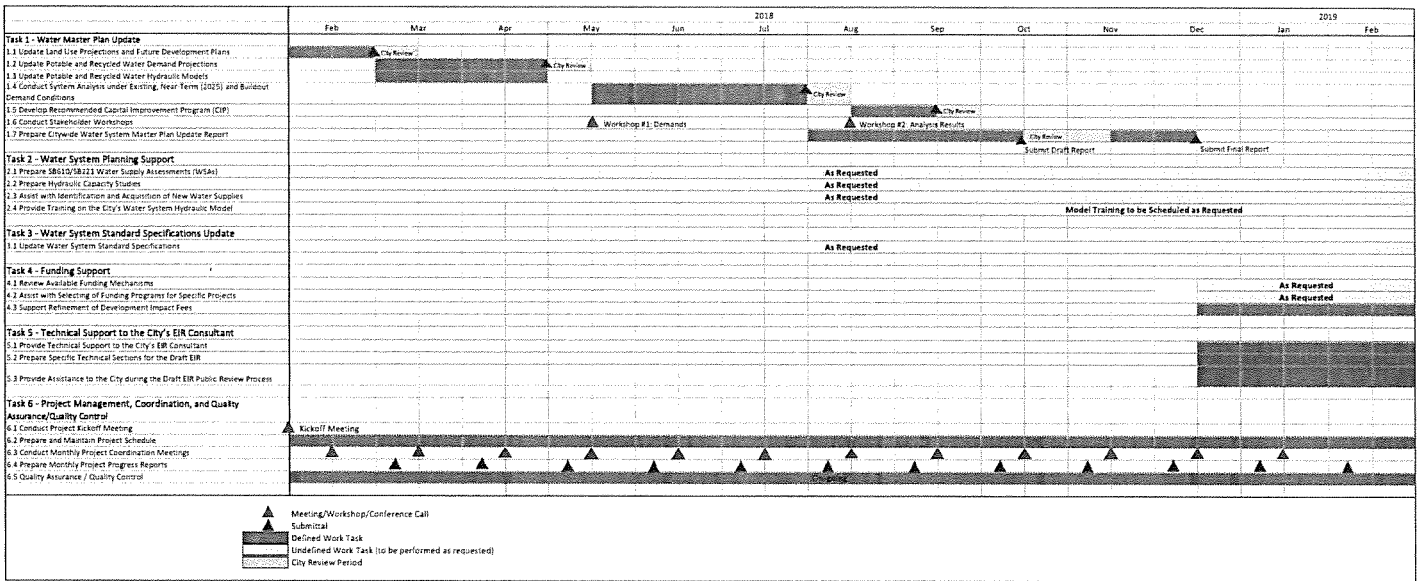 2018
2019
Feb Mar Apr May Jun Jul Aug Sep Oct Nov Dec Jan Feb
Task 1 - Water Master Plan Update
1.1 Update Land Use Projections and Future Development Plans
City Review
1.2 Update Potable and Recycled Water Demand Projections
City Review
1.3 Update Potable and Recycled Water Hydraulic Models
1.4 Conduct System Analysis under Existing, Near-Term (2025) and Buildout
Demand Conditions
City Review
1.5 Develop Recommended Capital Improvement Program (CIP)
City Review
1.6 Conduct Stakeholder Workshops
Workshop #1: Demands
Workshop #2: Analysis Results
1.7 Prepare Citywide Water System Master Plan Update Report
City Review
Submit Draft Report
Submit Final Report
Task 2 - Water System Planning Support
2.1 Prepare SB610/SB221 Water Supply Assessments (WSAs)
As Requested
2.2 Prepare Hydraulic Capacity Studies
As Requested
2.3 Assist with Identification and Acquisition of New Water Supplies
As Requested
2.4 Provide Training on the City's Water System Hydraulic Model
Model Training to be Scheduled as Requested
Task 3 - Water System Standard Specifications Update
3.1 Update Water System Standard Specifications
As Requested
Task 4 - Funding Support
4.1 Review Available Funding Mechanisms
As Requested
4.2 Assist with Selecting of Funding Programs for Specific Projects
As Requested
4.3 Support Refinement of Development Impact Fees
Task 5 - Technical Support to the City's EIR Consultant
5.1 Provide Technical Support to the City's EIR Consultant
5.2 Prepare Specific Technical Sections for the Draft EIR
5.3 Provide Assistance to the City during the Draft EIR Public Review Process
Task 6 - Project Management, Coordination, and Quality
Assurance/Quality Control
6.1 Conduct Project Kickoff Meeting
Kickoff Meeting
6.2 Prepare and Maintain Project Schedule
6.3 Conduct Monthly Project Coordination Meetings
6.4 Prepare Monthly Project Progress Reports
6.5 Quality Assurance / Quality Control
Meeting/Workshop/Conference Call
Submittal
Defined Work Task
Undefined Work Task (to be performed as requested)
City Review Period